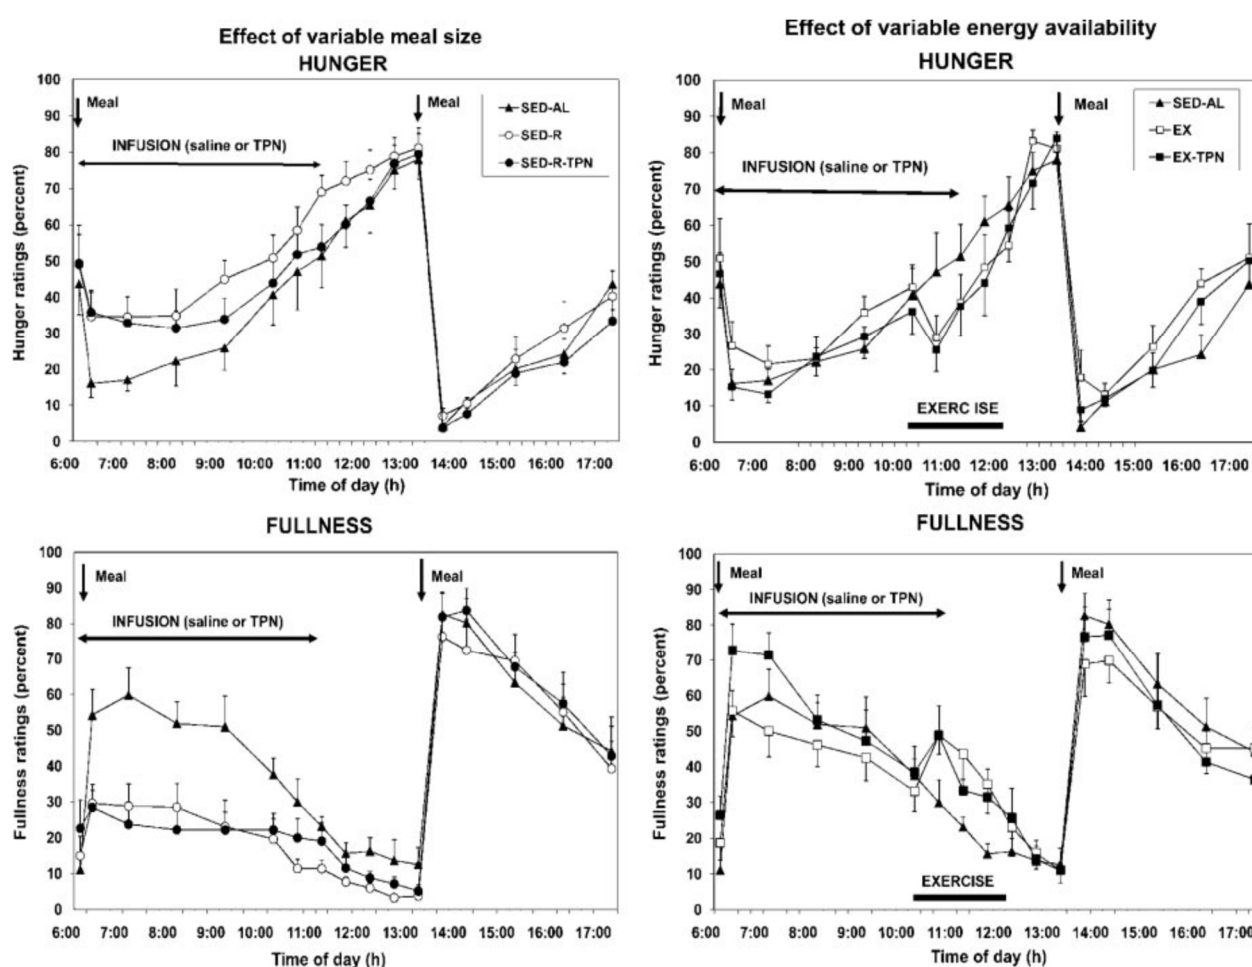 Effect of variable meal size
HUNGER
100
90
80
70
60
50
40
30
20
10
0
Hunger ratings (percent)
Meal
Meal
INFUSION (saline or TPN)
SED-AL
SED-R
SED-R-TPN
6:00 7:00 8:00 9:00 10:00 11:00 12:00 13:00 14:00 15:00 16:00 17:00
Time of day (h)
Effect of variable energy availability
HUNGER
100
90
80
70
60
50
40
30
20
10
0
Hunger ratings (percent)
Meal
Meal
INFUSION (saline or TPN)
SED-AL
EX
EX-TPN
EXERC ISE
6:00 7:00 8:00 9:00 10:00 11:00 12:00 13:00 14:00 15:00 16:00 17:00
Time of day (h)
FULLNESS
100
90
80
70
60
50
40
30
20
10
0
Fullness ratings (percent)
Meal
Meal
INFUSION (saline or TPN)
6:00 7:00 8:00 9:00 10:00 11:00 12:00 13:00 14:00 15:00 16:00 17:00
Time of day (h)
FULLNESS
100
90
80
70
60
50
40
30
20
10
0
Fullness ratings (percent)
Meal
Meal
INFUSION (saline or TPN)
EXERCISE
6:00 7:00 8:00 9:00 10:00 11:00 12:00 13:00 14:00 15:00 16:00 17:00
Time of day (h)